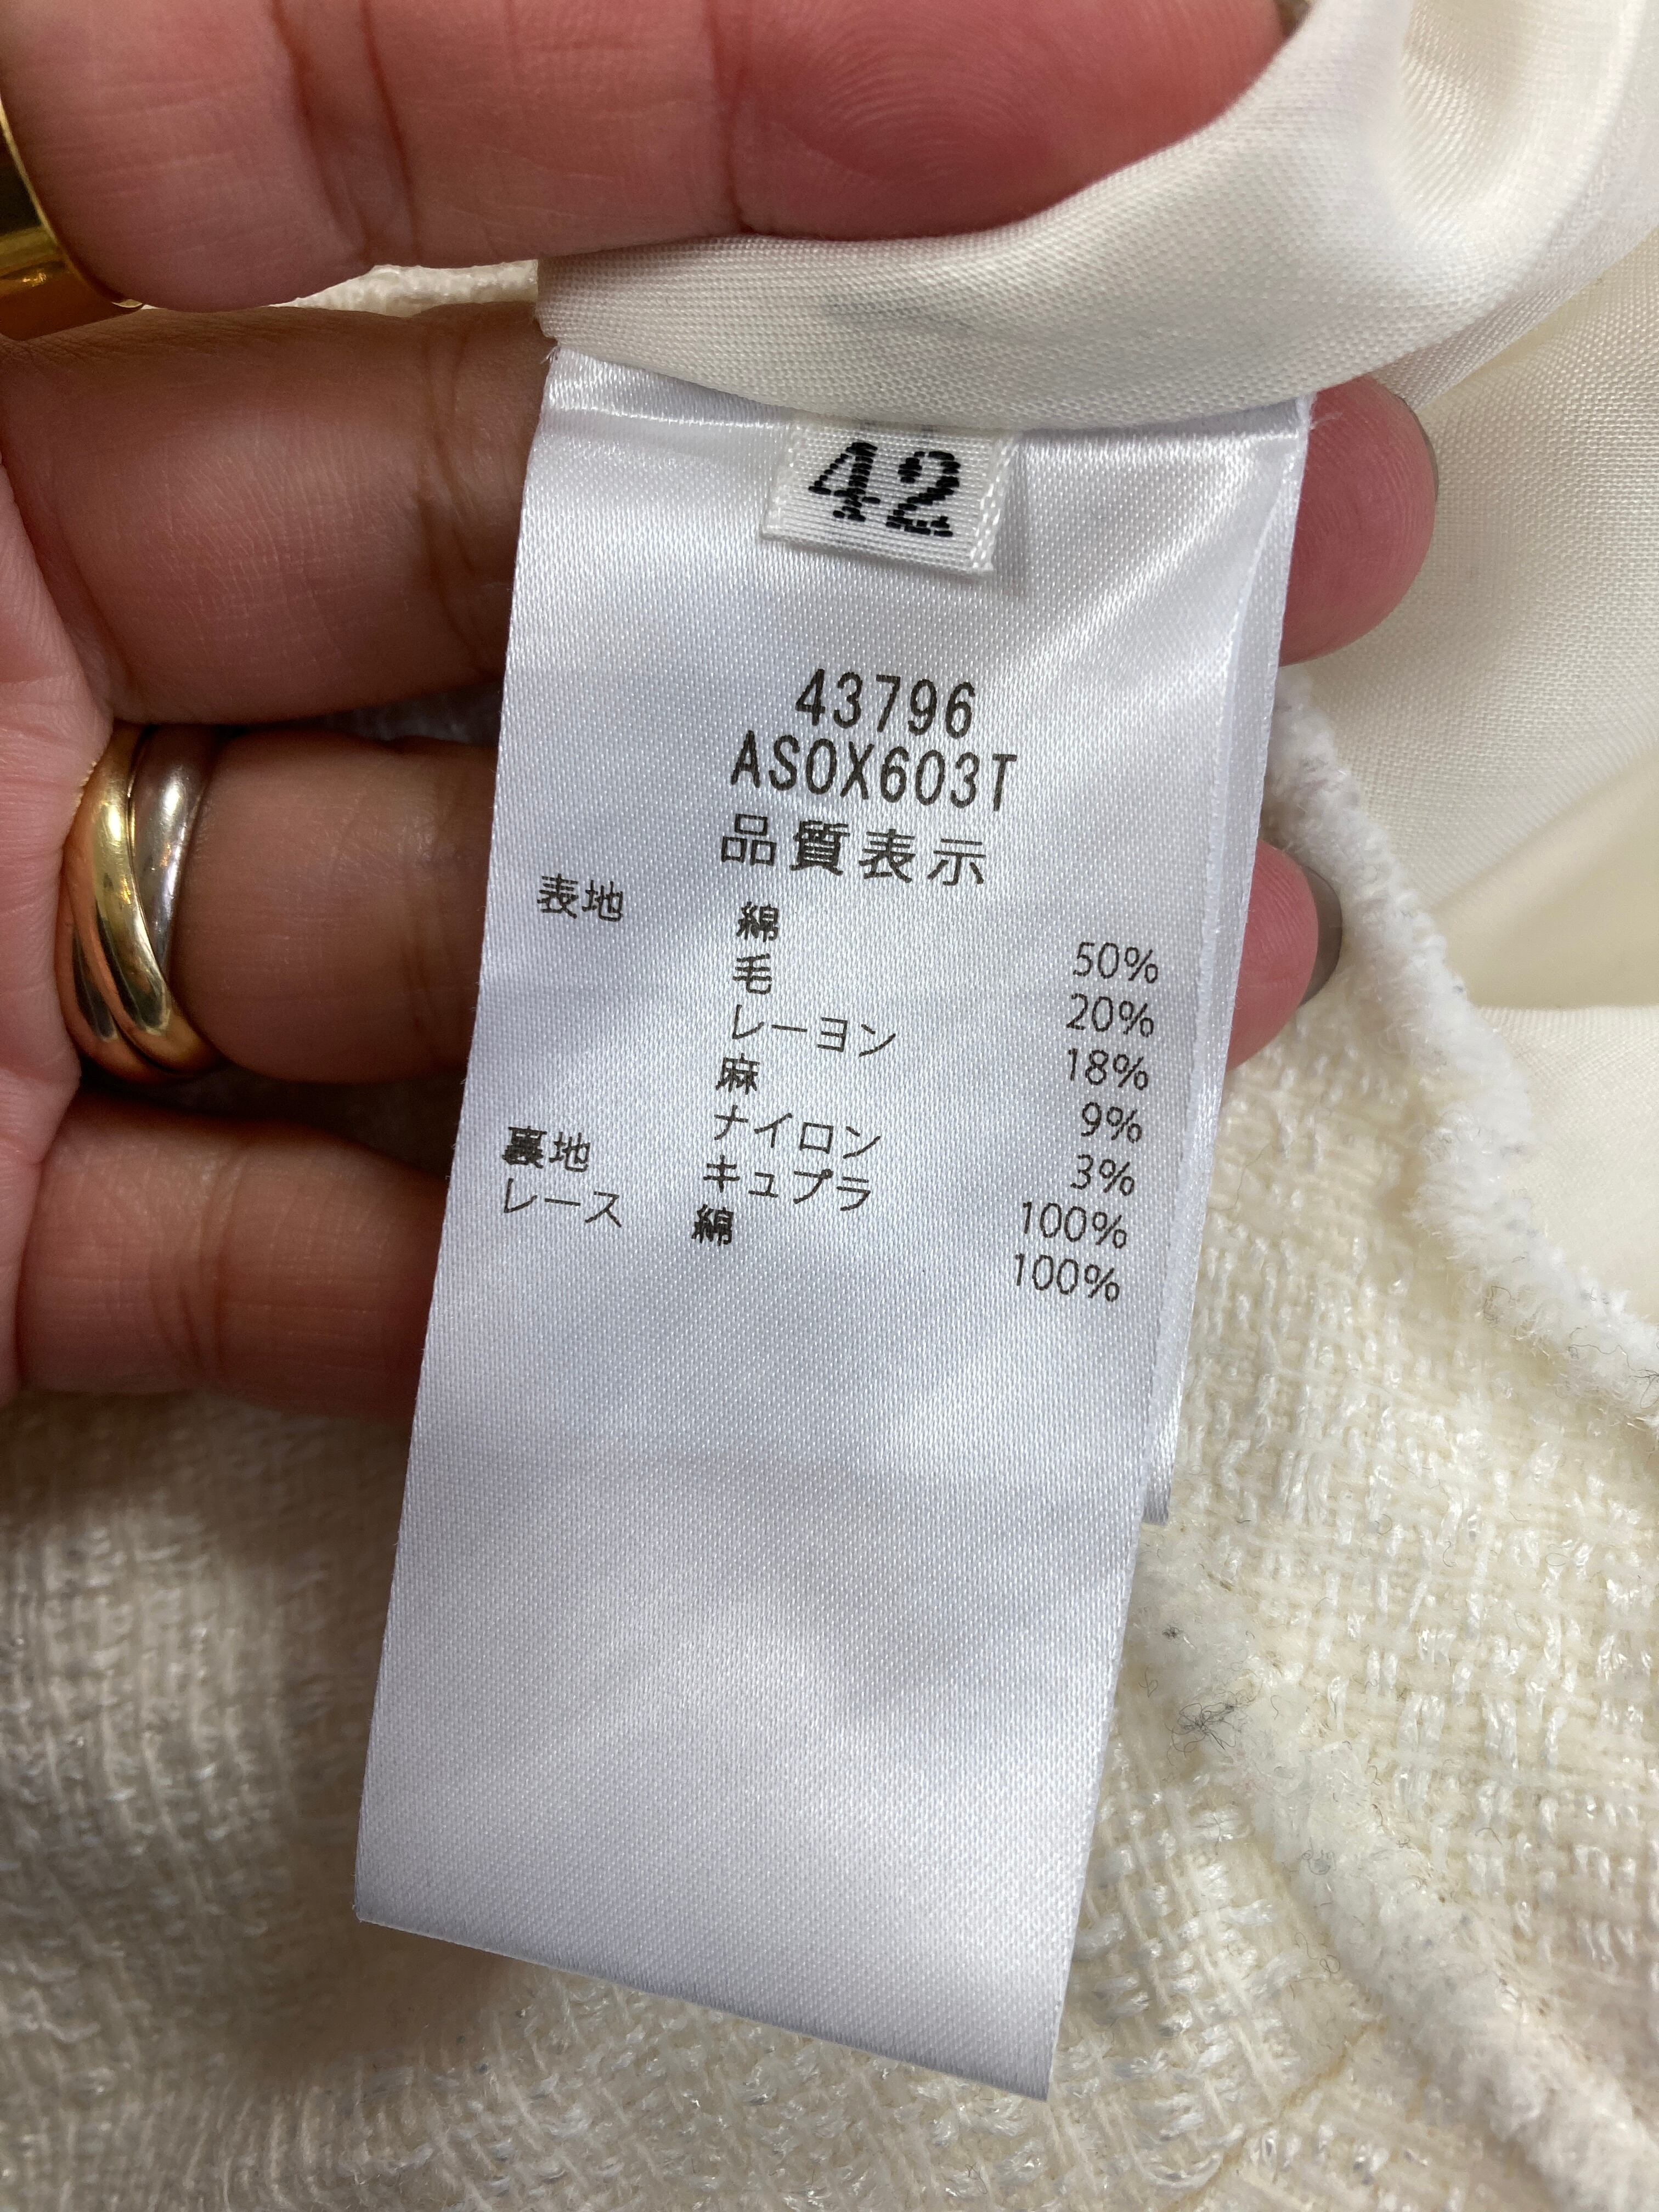 42
43796
ASOX603T
品質表示
表地 綿 50%
毛 20%
レーヨン 18%
麻 9%
ナイロン 3%
裏地 キュプラ 100%
レース 綿 100%